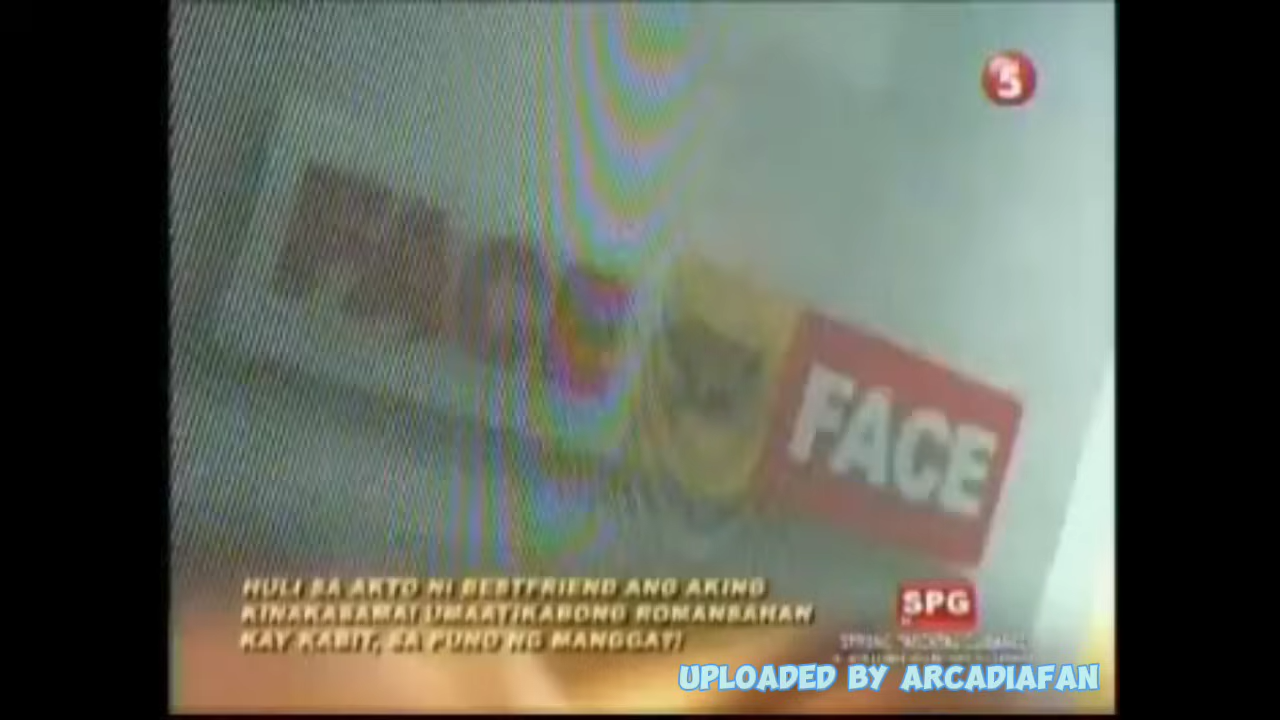 5
FACE
HULI SA AKTO NI BESTFRIEND ANG AKING
KINAKASAMA! UMAATIKABONG ROMANSAHAN
KAY KABIT, SA PUNO NG MANGGA?!
SPG
UPLOADED BY ARCADIAFAN